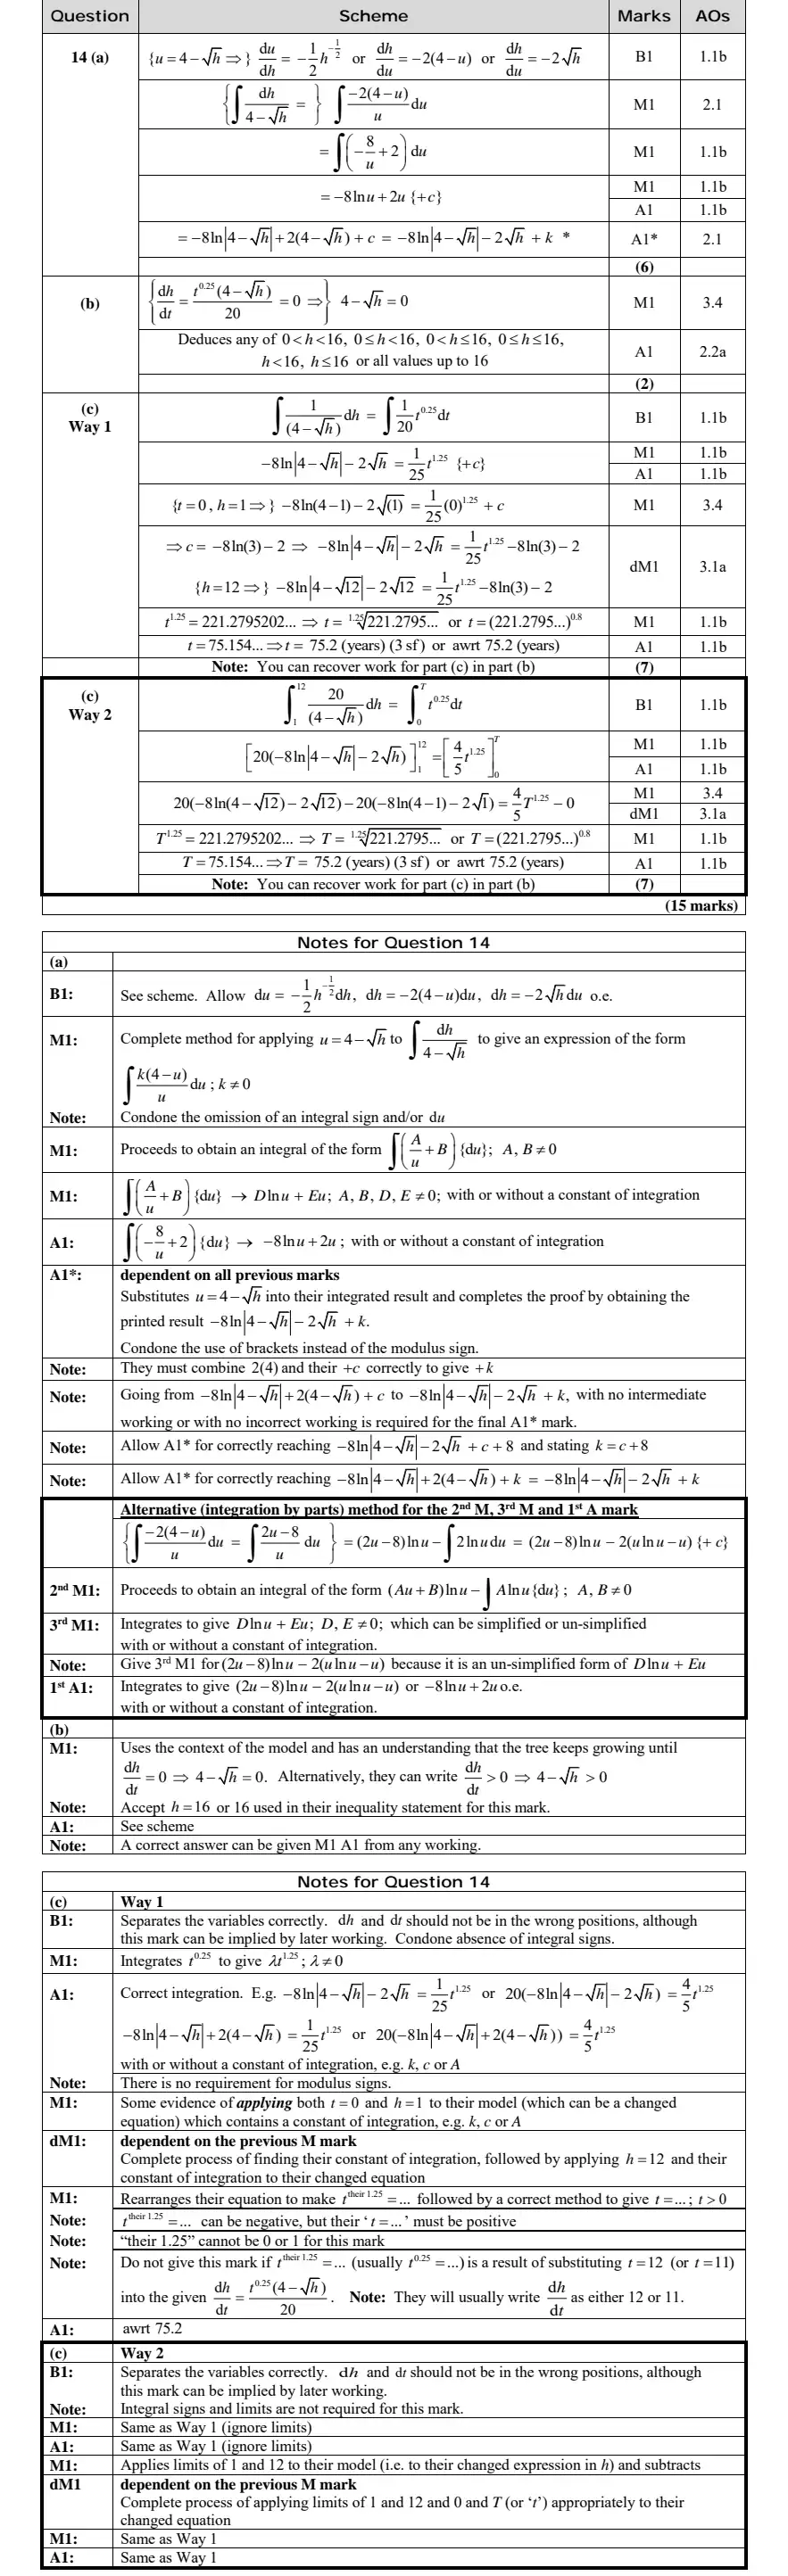 Question Scheme Marks AOs
14 (a) {u = 4 − √h ⇒} du/dh = −1/2 h^(−1/2) or dh/du = −2(4 − u) or dh/du = −2√h B1 1.1b
{∫ dh/(4 − √h) = } ∫ −2(4 − u)/u du M1 2.1
= ∫(−8/u + 2) du M1 1.1b
= −8ln u + 2u {+c} M1 1.1b
A1 1.1b
= −8ln|4 − √h| + 2(4 − √h) + c = −8ln|4 − √h| − 2√h + k * A1* 2.1
(6)
(b) {dh/dt = t^0.25(4 − √h)/20 = 0 ⇒} 4 − √h = 0 M1 3.4
Deduces any of 0 < h < 16, 0 ≤ h < 16, 0 < h ≤ 16, 0 ≤ h ≤ 16,
h < 16, h ≤ 16 or all values up to 16 A1 2.2a
(2)
(c)
Way 1 ∫ 1/(4 − √h) dh = ∫ 1/20 t^0.25 dt B1 1.1b
−8ln|4 − √h| − 2√h = 1/25 t^1.25 {+c} M1 1.1b
A1 1.1b
{t = 0, h = 1 ⇒} −8ln(4 − 1) − 2√(1) = 1/25 (0)^1.25 + c M1 3.4
⇒ c = −8ln(3) − 2 ⇒ −8ln|4 − √h| − 2√h = 1/25 t^1.25 − 8ln(3) − 2
{h = 12 ⇒} −8ln|4 − √12| − 2√12 = 1/25 t^1.25 − 8ln(3) − 2 dM1 3.1a
t^1.25 = 221.2795202... ⇒ t = ^1.25√221.2795... or t = (221.2795...)^0.8 M1 1.1b
t = 75.154... ⇒ t = 75.2 (years) (3 sf) or awrt 75.2 (years) A1 1.1b
Note: You can recover work for part (c) in part (b) (7)
(c)
Way 2 ∫_1^12 20/(4 − √h) dh = ∫_0^T t^0.25 dt B1 1.1b
[20(−8ln|4 − √h| − 2√h)]_1^12 = [4/5 t^1.25]_0^T M1 1.1b
A1 1.1b
20(−8ln(4 − √12) − 2√12) − 20(−8ln(4 − 1) − 2√1) = 4/5 T^1.25 − 0 M1 3.4
dM1 3.1a
T^1.25 = 221.2795202... ⇒ T = ^1.25√221.2795... or T = (221.2795...)^0.8 M1 1.1b
T = 75.154... ⇒ T = 75.2 (years) (3 sf) or awrt 75.2 (years) A1 1.1b
Note: You can recover work for part (c) in part (b) (7)
(15 marks)
Notes for Question 14
(a)
B1: See scheme. Allow du = −1/2 h^(−1/2) dh, dh = −2(4 − u)du, dh = −2√h du o.e.
M1: Complete method for applying u = 4 − √h to ∫ dh/(4 − √h) to give an expression of the form
∫ k(4 − u)/u du ; k ≠ 0
Note: Condone the omission of an integral sign and/or du
M1: Proceeds to obtain an integral of the form ∫(A/u + B) {du}; A, B ≠ 0
M1: ∫(A/u + B) {du} → D ln u + Eu; A, B, D, E ≠ 0; with or without a constant of integration
A1: ∫(−8/u + 2) {du} → −8ln u + 2u ; with or without a constant of integration
A1*: dependent on all previous marks
Substitutes u = 4 − √h into their integrated result and completes the proof by obtaining the
printed result −8ln|4 − √h| − 2√h + k.
Condone the use of brackets instead of the modulus sign.
Note: They must combine 2(4) and their +c correctly to give +k
Note: Going from −8ln|4 − √h| + 2(4 − √h) + c to −8ln|4 − √h| − 2√h + k, with no intermediate
working or with no incorrect working is required for the final A1* mark.
Note: Allow A1* for correctly reaching −8ln|4 − √h| − 2√h + c + 8 and stating k = c + 8
Note: Allow A1* for correctly reaching −8ln|4 − √h| + 2(4 − √h) + k = −8ln|4 − √h| − 2√h + k
Alternative (integration by parts) method for the 2nd M, 3rd M and 1st A mark
{∫ −2(4 − u)/u du = ∫ (2u − 8)/u du } = (2u − 8)ln u − ∫ 2ln u du = (2u − 8)ln u − 2(u ln u − u) {+ c}
2nd M1: Proceeds to obtain an integral of the form (Au + B)ln u − ∫ A ln u {du} ; A, B ≠ 0
3rd M1: Integrates to give D ln u + Eu; D, E ≠ 0; which can be simplified or un-simplified
with or without a constant of integration.
Note: Give 3rd M1 for (2u − 8)ln u − 2(u ln u − u) because it is an un-simplified form of D ln u + Eu
1st A1: Integrates to give (2u − 8)ln u − 2(u ln u − u) or −8ln u + 2u o.e.
with or without a constant of integration.
(b)
M1: Uses the context of the model and has an understanding that the tree keeps growing until
dh/dt = 0 ⇒ 4 − √h = 0. Alternatively, they can write dh/dt > 0 ⇒ 4 − √h > 0
Note: Accept h = 16 or 16 used in their inequality statement for this mark.
A1: See scheme
Note: A correct answer can be given M1 A1 from any working.
Notes for Question 14
(c) Way 1
B1: Separates the variables correctly. dh and dt should not be in the wrong positions, although
this mark can be implied by later working. Condone absence of integral signs.
M1: Integrates t^0.25 to give λt^1.25 ; λ ≠ 0
A1: Correct integration. E.g. −8ln|4 − √h| − 2√h = 1/25 t^1.25 or 20(−8ln|4 − √h| − 2√h) = 4/5 t^1.25
−8ln|4 − √h| + 2(4 − √h) = 1/25 t^1.25 or 20(−8ln|4 − √h| + 2(4 − √h)) = 4/5 t^1.25
with or without a constant of integration, e.g. k, c or A
Note: There is no requirement for modulus signs.
M1: Some evidence of applying both t = 0 and h = 1 to their model (which can be a changed
equation) which contains a constant of integration, e.g. k, c or A
dM1: dependent on the previous M mark
Complete process of finding their constant of integration, followed by applying h = 12 and their
constant of integration to their changed equation
M1: Rearranges their equation to make t^(their 1.25) = ... followed by a correct method to give t = ... ; t > 0
Note: t^(their 1.25) = ... can be negative, but their ‘t = ...’ must be positive
Note: “their 1.25” cannot be 0 or 1 for this mark
Note: Do not give this mark if t^(their 1.25) = ... (usually t^0.25 = ...) is a result of substituting t = 12 (or t = 11)
into the given dh/dt = t^0.25(4 − √h)/20 . Note: They will usually write dh/dt as either 12 or 11.
A1: awrt 75.2
(c) Way 2
B1: Separates the variables correctly. dh and dt should not be in the wrong positions, although
this mark can be implied by later working.
Note: Integral signs and limits are not required for this mark.
M1: Same as Way 1 (ignore limits)
A1: Same as Way 1 (ignore limits)
M1: Applies limits of 1 and 12 to their model (i.e. to their changed expression in h) and subtracts
dM1 dependent on the previous M mark
Complete process of applying limits of 1 and 12 and 0 and T (or ‘t’) appropriately to their
changed equation
M1: Same as Way 1
A1: Same as Way 1